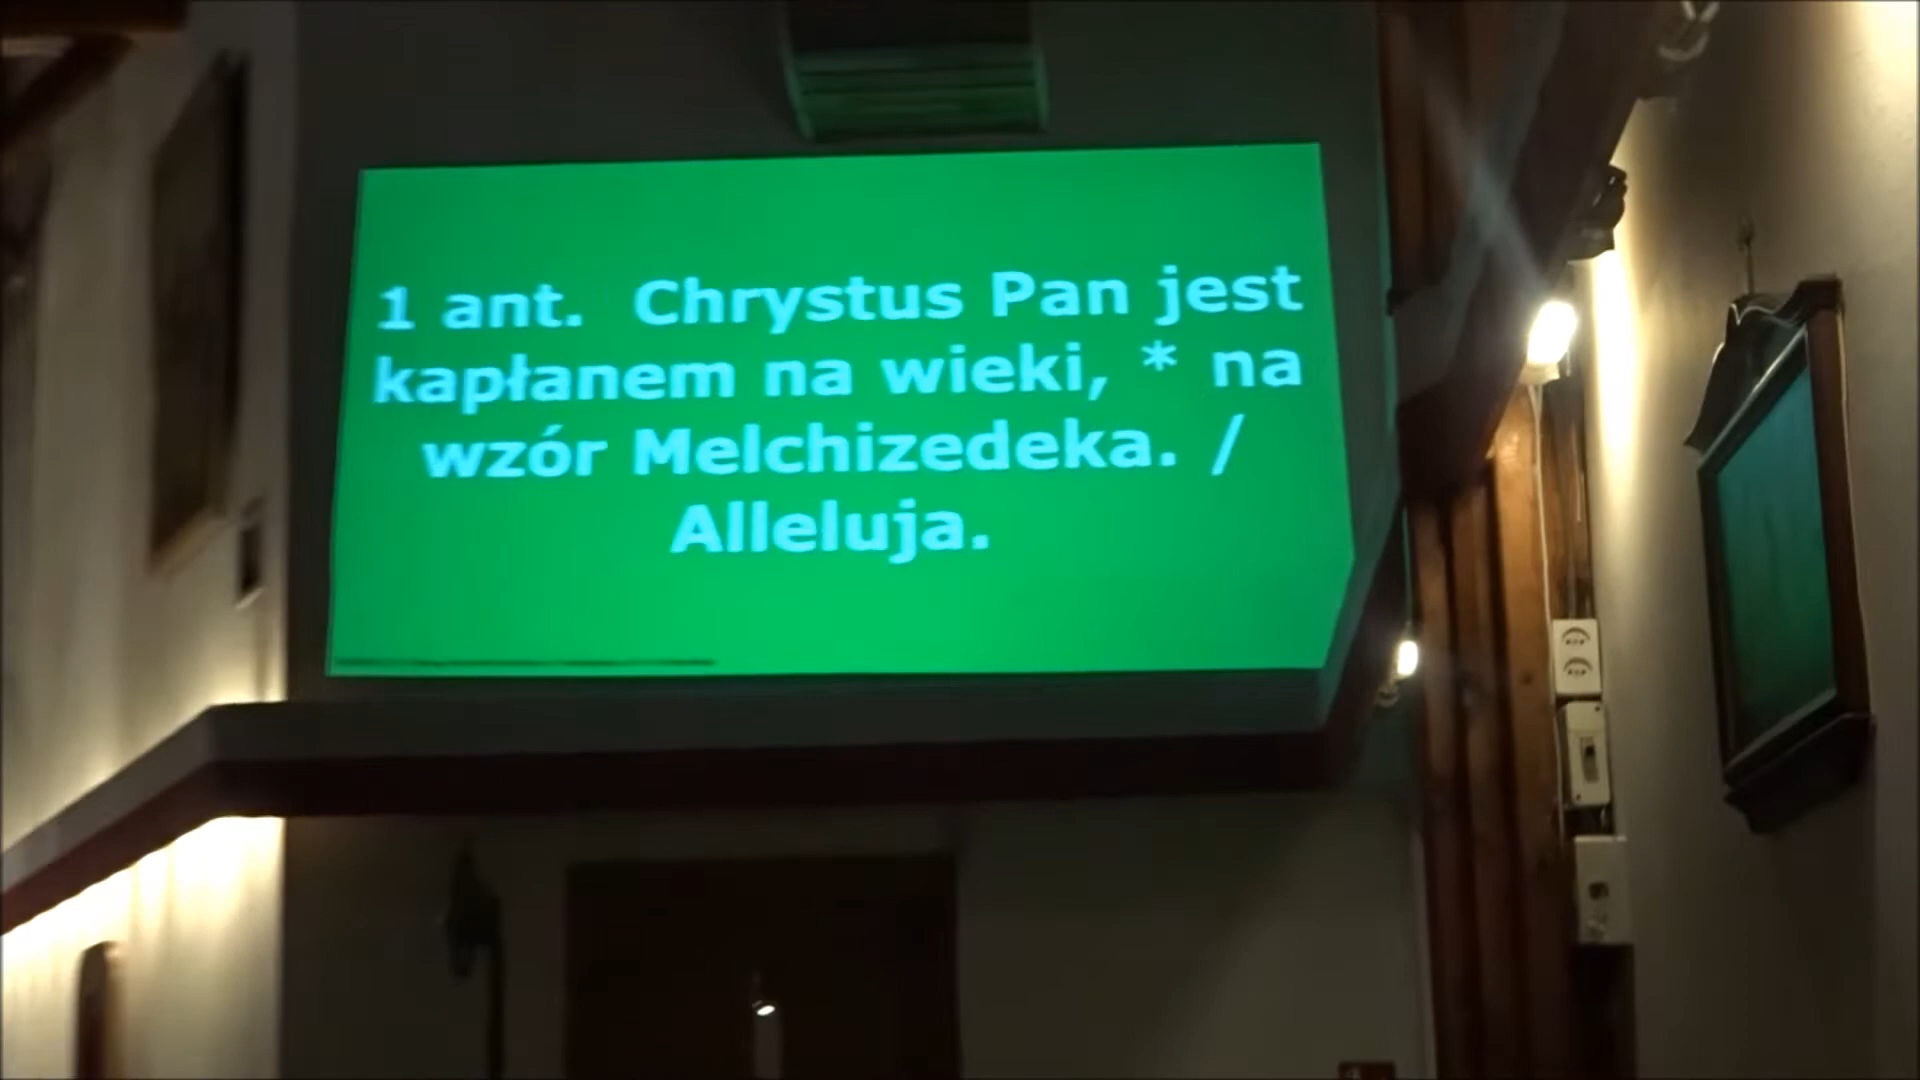 1 ant. Chrystus Pan jest
kapłanem na wieki, * na
wzór Melchizedeka. /
Alleluja.